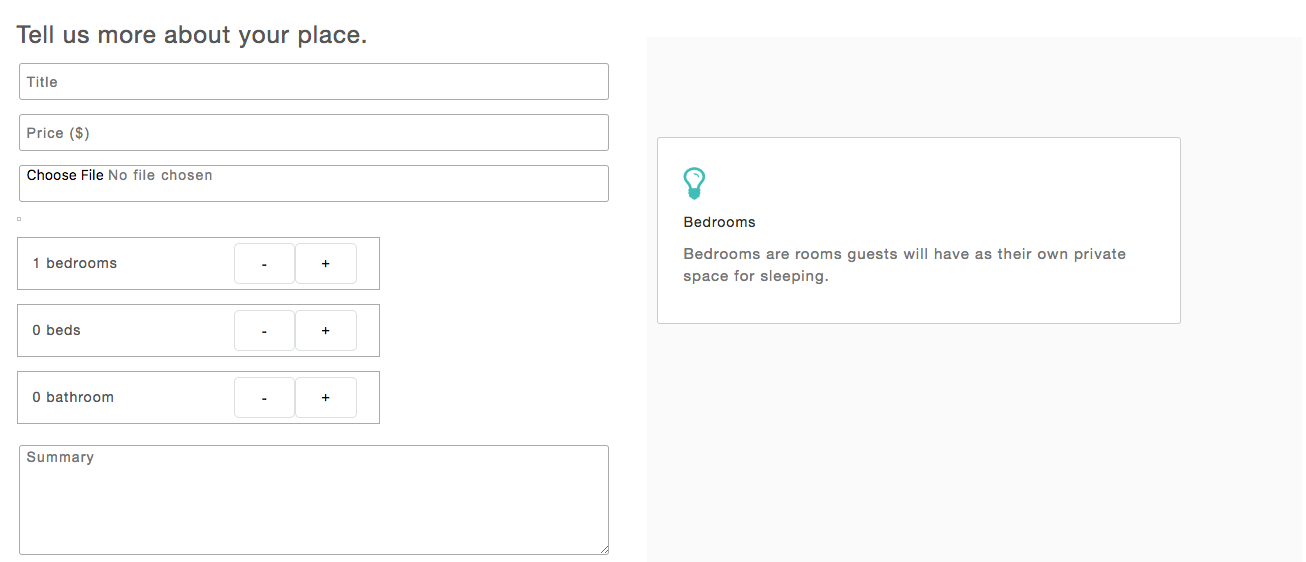 Tell us more about your place.
Title
Price ($)
Choose File No file chosen
1 bedrooms - +
0 beds - +
0 bathroom - +
Summary
Bedrooms
Bedrooms are rooms guests will have as their own private
space for sleeping.